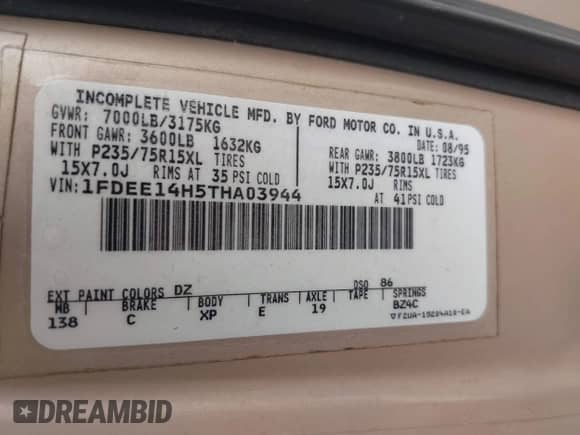 INCOMPLETE VEHICLE MFD. BY FORD MOTOR CO. IN U.S.A.
GVWR: 7000LB/3175KG DATE: 08/95
FRONT GAWR: 3600LB 1632KG REAR GAWR: 3800LB 1723KG
WITH P235/75R15XL TIRES WITH P235/75R15XL TIRES
15X7.0J RIMS AT 35 PSI COLD 15X7.0J RIMS
AT 41 PSI COLD
VIN: 1FDEE14H5THA03944
EXT PAINT COLORS DZ DSO 86
WB BRAKE BODY TRANS AXLE TAPE SPRINGS
138 C XP E 19 BZ4C
DREAMBID